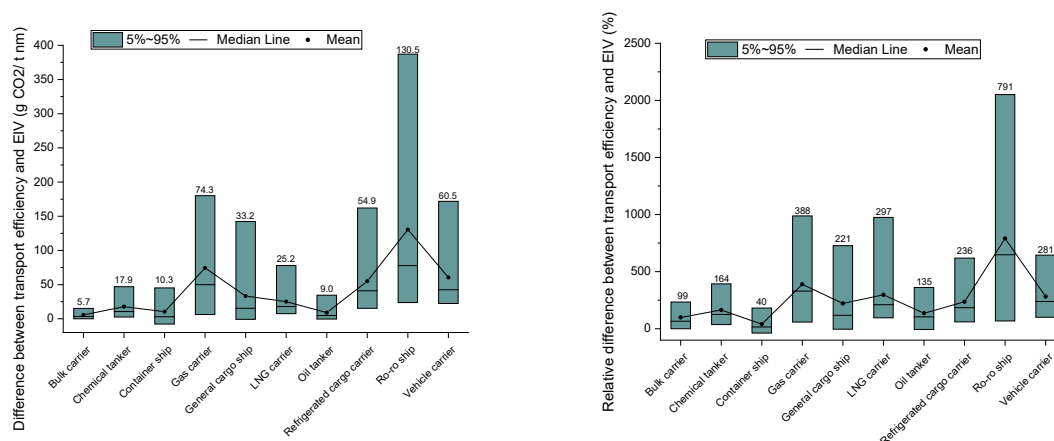 Difference between transport efficiency and EIV (g CO2/ t nm)
400
350
300
250
200
150
100
50
0
5%~95% Median Line Mean
5.7
17.9
10.3
74.3
33.2
25.2
9.0
54.9
130.5
60.5
Bulk carrier
Chemical tanker
Container ship
Gas carrier
General cargo ship
LNG carrier
Oil tanker
Refrigerated cargo carrier
Ro-ro ship
Vehicle carrier
Relative difference between transport efficiency and EIV (%)
2500
2000
1500
1000
500
0
5%~95% Median Line Mean
99
164
40
388
221
297
135
236
791
281
Bulk carrier
Chemical tanker
Container ship
Gas carrier
General cargo ship
LNG carrier
Oil tanker
Refrigerated cargo carrier
Ro-ro ship
Vehicle carrier